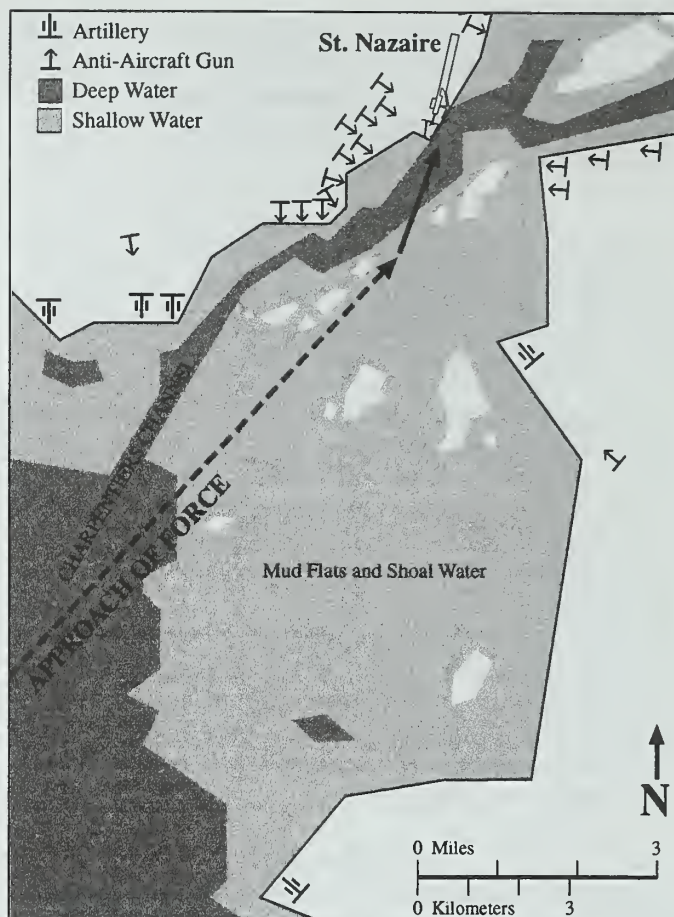 Artillery
Anti-Aircraft Gun
Deep Water
Shallow Water
St. Nazaire
CHARPENTIERS CHANNEL
APPROACH OF FORCE
Mud Flats and Shoal Water
N
0 Miles 3
0 Kilometers 3